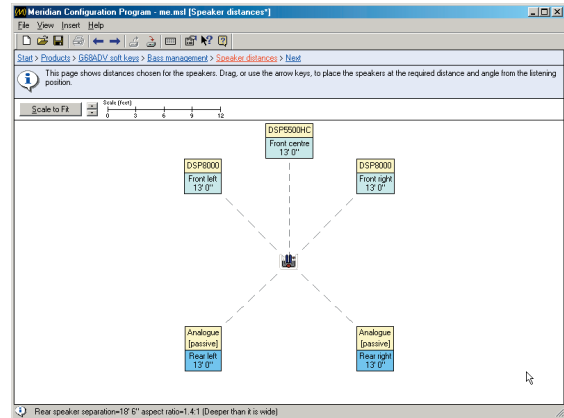 Meridian Configuration Program - me.msl [Speaker distances*]
File View Insert Help
Start > Products > G68ADV soft keys > Bass management > Speaker distances > Next
This page shows distances chosen for the speakers. Drag, or use the arrow keys, to place the speakers at the required distance and angle from the listening
position.
Scale to Fit
Scale (feet)
0 3 6 9 12
DSP5500HC
Front centre
13' 0"
DSP8000
Front left
13' 0"
DSP8000
Front right
13' 0"
Analogue
[passive]
Rear left
13' 0"
Analogue
[passive]
Rear right
13' 0"
Rear speaker separation=18' 6" aspect ratio=1.4:1 (Deeper than it is wide)